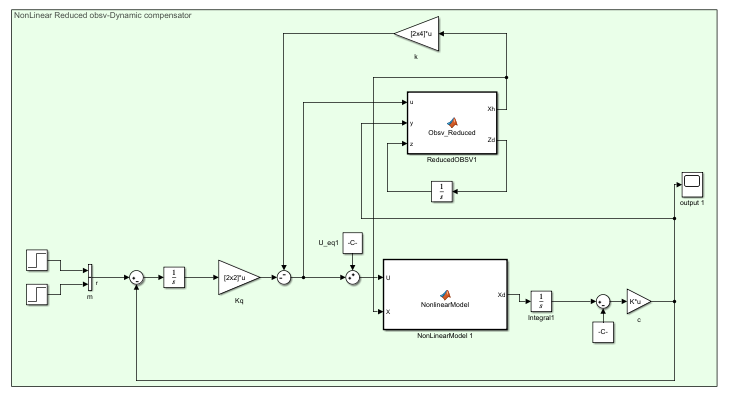 NonLinear Reduced obsv-Dynamic compensator
[2x4]*u
k
u
y
z
Xh
Zd
Obsv_Reduced
ReducedOBSV1
1
s
output 1
U_eq1
-C-
m
r
1
s
[2x2]*u
Kq
U
X
Xd
NonlinearModel
NonLinearModel 1
1
s
Integral1
-C-
K*u
c